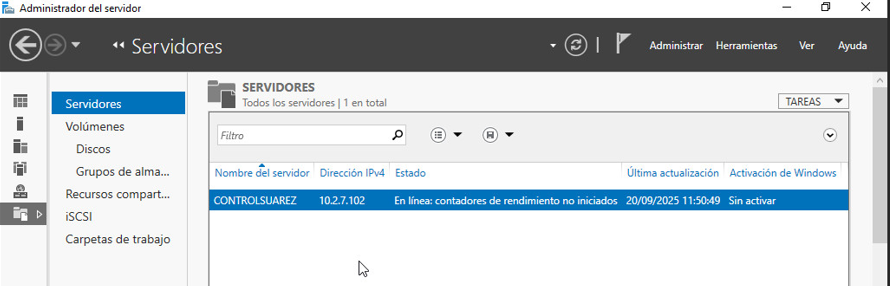 Administrador del servidor
Servidores
Administrar Herramientas Ver Ayuda
Servidores
Volúmenes
Discos
Grupos de alma...
Recursos compart...
iSCSI
Carpetas de trabajo
SERVIDORES
Todos los servidores | 1 en total
TAREAS
Filtro
Nombre del servidor Dirección IPv4 Estado Última actualización Activación de Windows
CONTROLSUAREZ 10.2.7.102 En línea: contadores de rendimiento no iniciados 20/09/2025 11:50:49 Sin activar